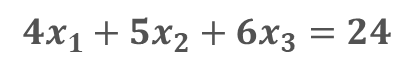 4x₁ + 5x₂ + 6x₃ = 24